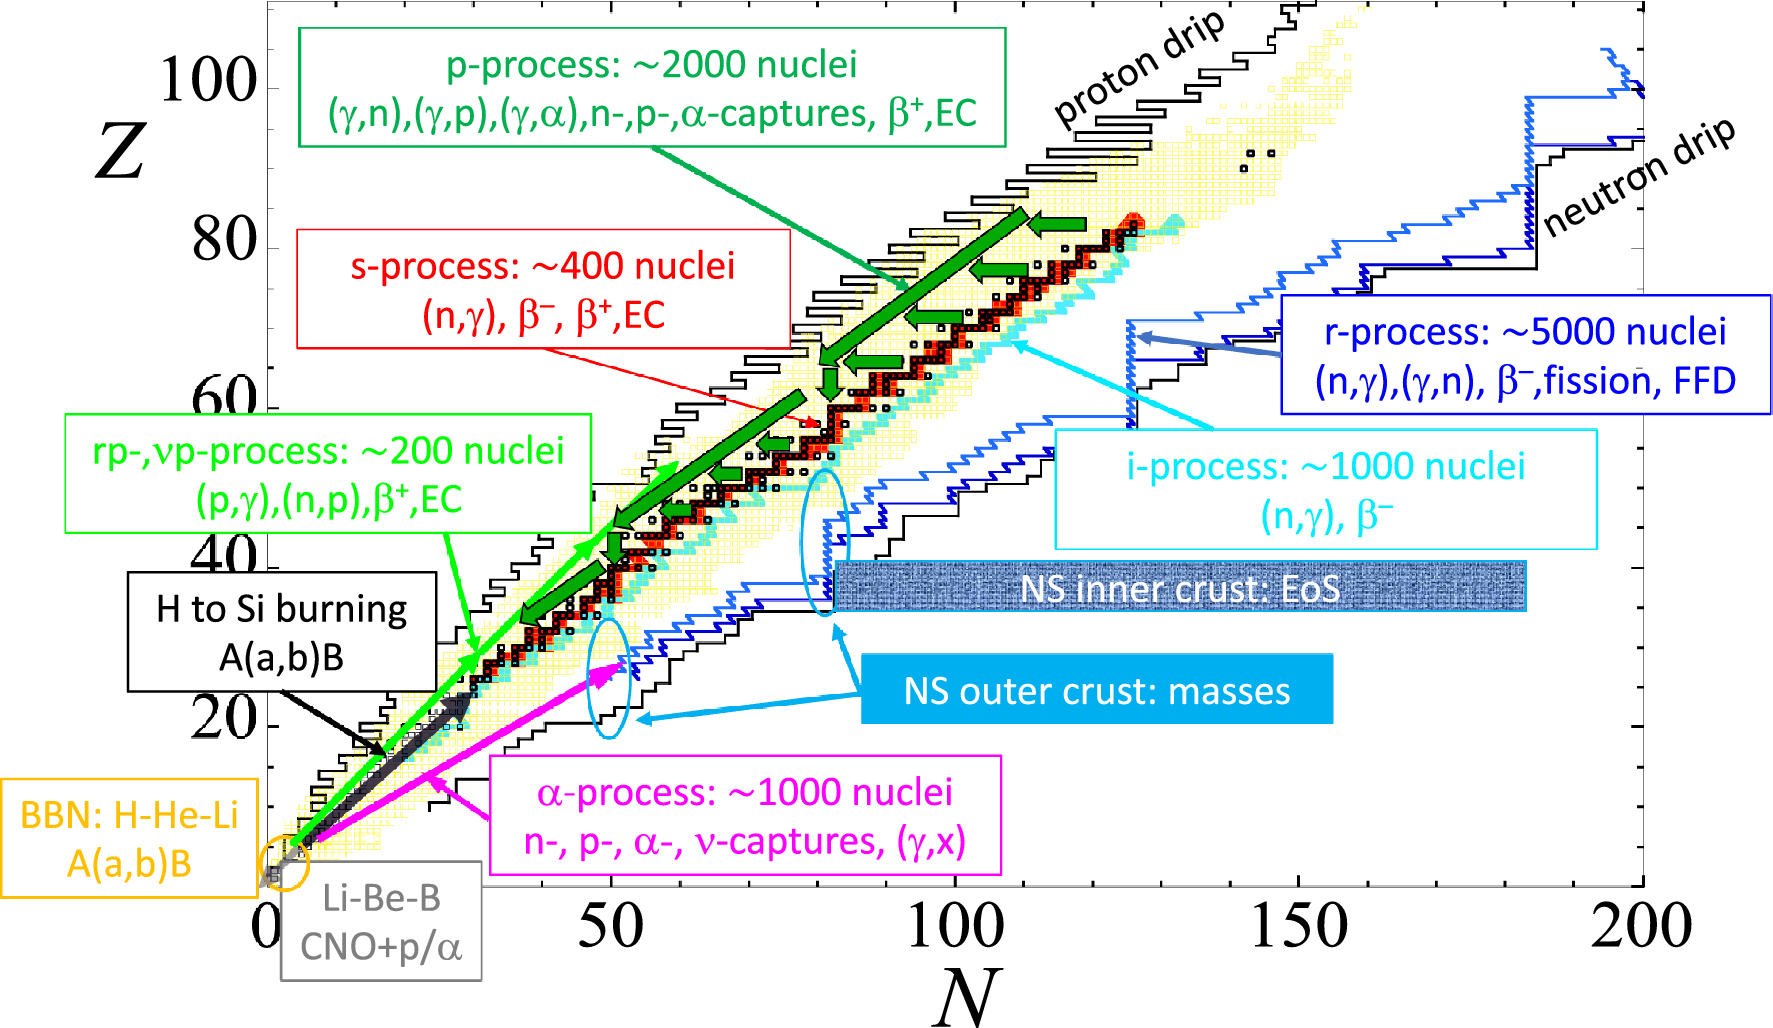 p-process: ~2000 nuclei
(γ,n),(γ,p),(γ,α),n-,p-,α-captures, β⁺,EC
proton drip
100
Z
neutron drip
80
s-process: ~400 nuclei
(n,γ), β⁻, β⁺,EC
r-process: ~5000 nuclei
(n,γ),(γ,n), β⁻,fission, FFD
60
rp-,νp-process: ~200 nuclei
(p,γ),(n,p),β⁺,EC
i-process: ~1000 nuclei
(n,γ), β⁻
40
NS inner crust: EoS
H to Si burning
A(a,b)B
NS outer crust: masses
20
α-process: ~1000 nuclei
n-, p-, α-, ν-captures, (γ,x)
BBN: H-He-Li
A(a,b)B
Li-Be-B
CNO+p/α
0
50
100
150
200
N